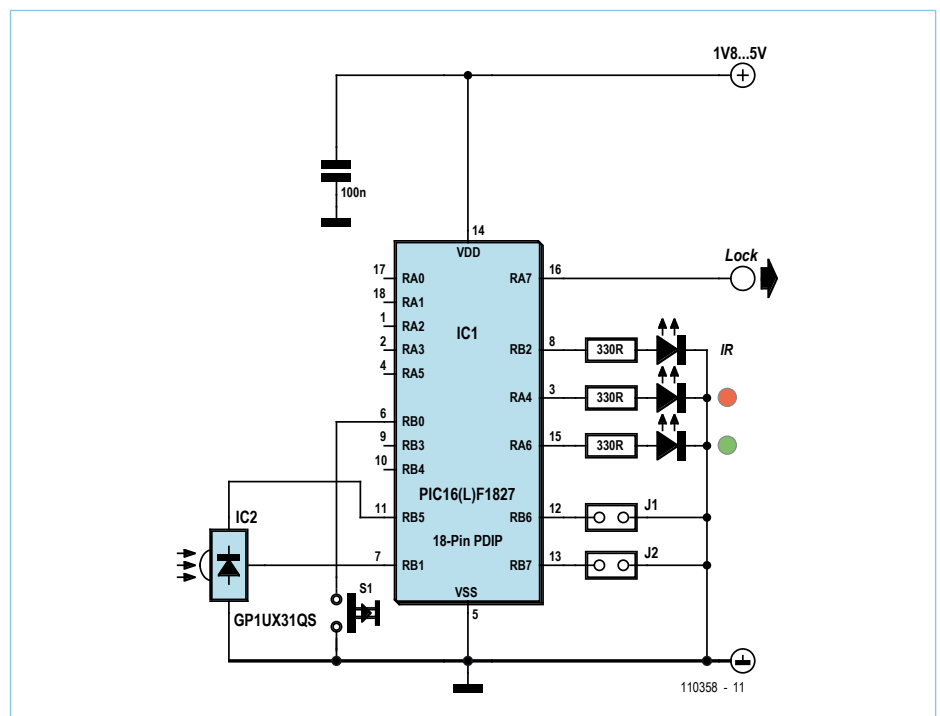 1V8...5V
100n
14
VDD
17 RA0
RA7 16
Lock
18 RA1
1 RA2
IC1
2 RA3
RB2 8
330R
IR
4 RA5
RA4 3
330R
6 RB0
9 RB3
RA6 15
330R
10 RB4
PIC16(L)F1827
11 RB5
RB6 12
J1
IC2
18-Pin PDIP
7 RB1
RB7 13
J2
S1
VSS
5
GP1UX31QS
110358 - 11